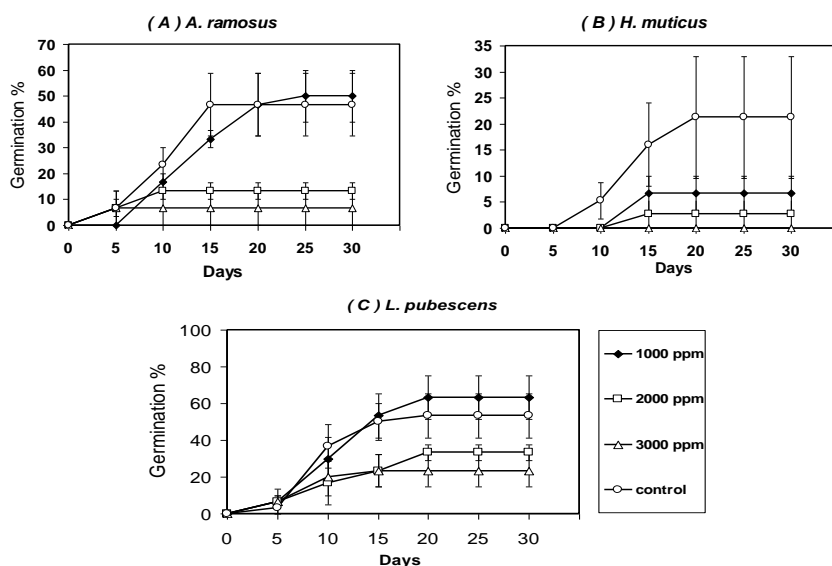 ( A ) A. ramosus
Germination %
70
60
50
40
30
20
10
0
0 5 10 15 20 25 30
Days
( B ) H. muticus
Germination %
35
30
25
20
15
10
5
0
0 5 10 15 20 25 30
Days
( C ) L. pubescens
Germination %
100
80
60
40
20
0
0 5 10 15 20 25 30
Days
1000 ppm
2000 ppm
3000 ppm
control